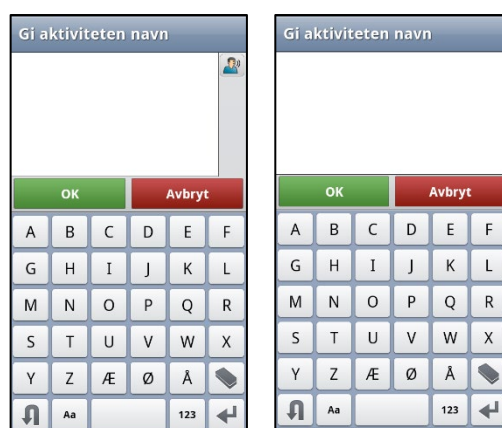 Gi aktiviteten navn
OK Avbryt
A B C D E F
G H I J K L
M N O P Q R
S T U V W X
Y Z Æ Ø Å
Aa 123
Gi aktiviteten navn
OK Avbryt
A B C D E F
G H I J K L
M N O P Q R
S T U V W X
Y Z Æ Ø Å
Aa 123